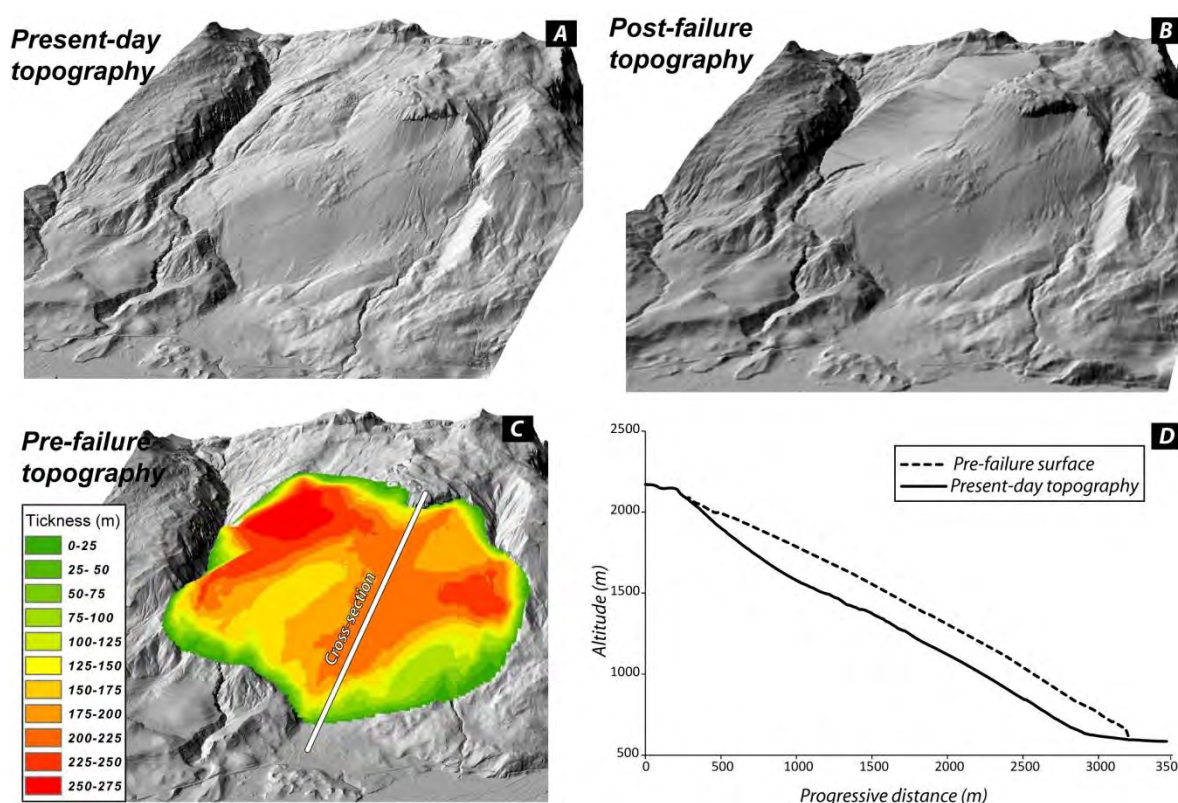 Present-day
topography
A
Post-failure
topography
B
Pre-failure
topography
C
Tickness (m)
0-25
25- 50
50-75
75-100
100-125
125-150
150-175
175-200
200-225
225-250
250-275
Cross-section
D
Pre-failure surface
Present-day topography
2500
2000
1500
1000
500
Altitude (m)
0
500
1000
1500
2000
2500
3000
3500
Progressive distance (m)